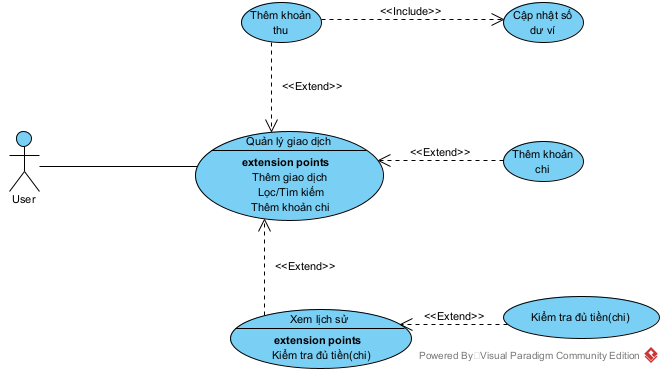 Thêm khoản
thu
<<Include>>
Cập nhật số
dư ví
<<Extend>>
Quản lý giao dịch
extension points
Thêm giao dịch
Lọc/Tìm kiếm
Thêm khoản chi
<<Extend>>
Thêm khoản
chi
User
<<Extend>>
Xem lịch sử
extension points
Kiểm tra đủ tiền(chi)
<<Extend>>
Kiểm tra đủ tiền(chi)
Powered By Visual Paradigm Community Edition